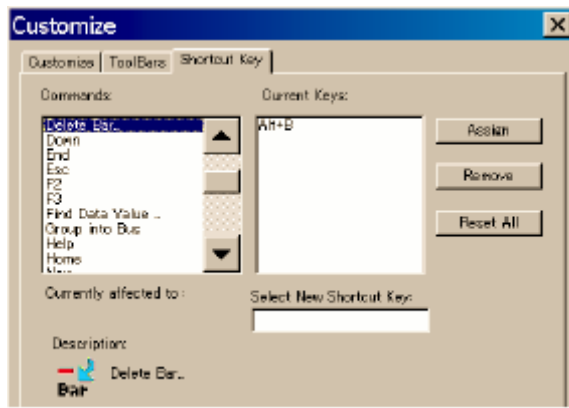 Customize
Customize ToolBars Shortcut Key
Commands:
Current Keys:
Delete Bar...
Down
End
Esc
F2
F3
Find Data Value ...
Group into Bus
Help
Home
Alt+B
Assign
Remove
Reset All
Currently affected to :
Select New Shortcut Key:
Description:
Bar
Delete Bar...